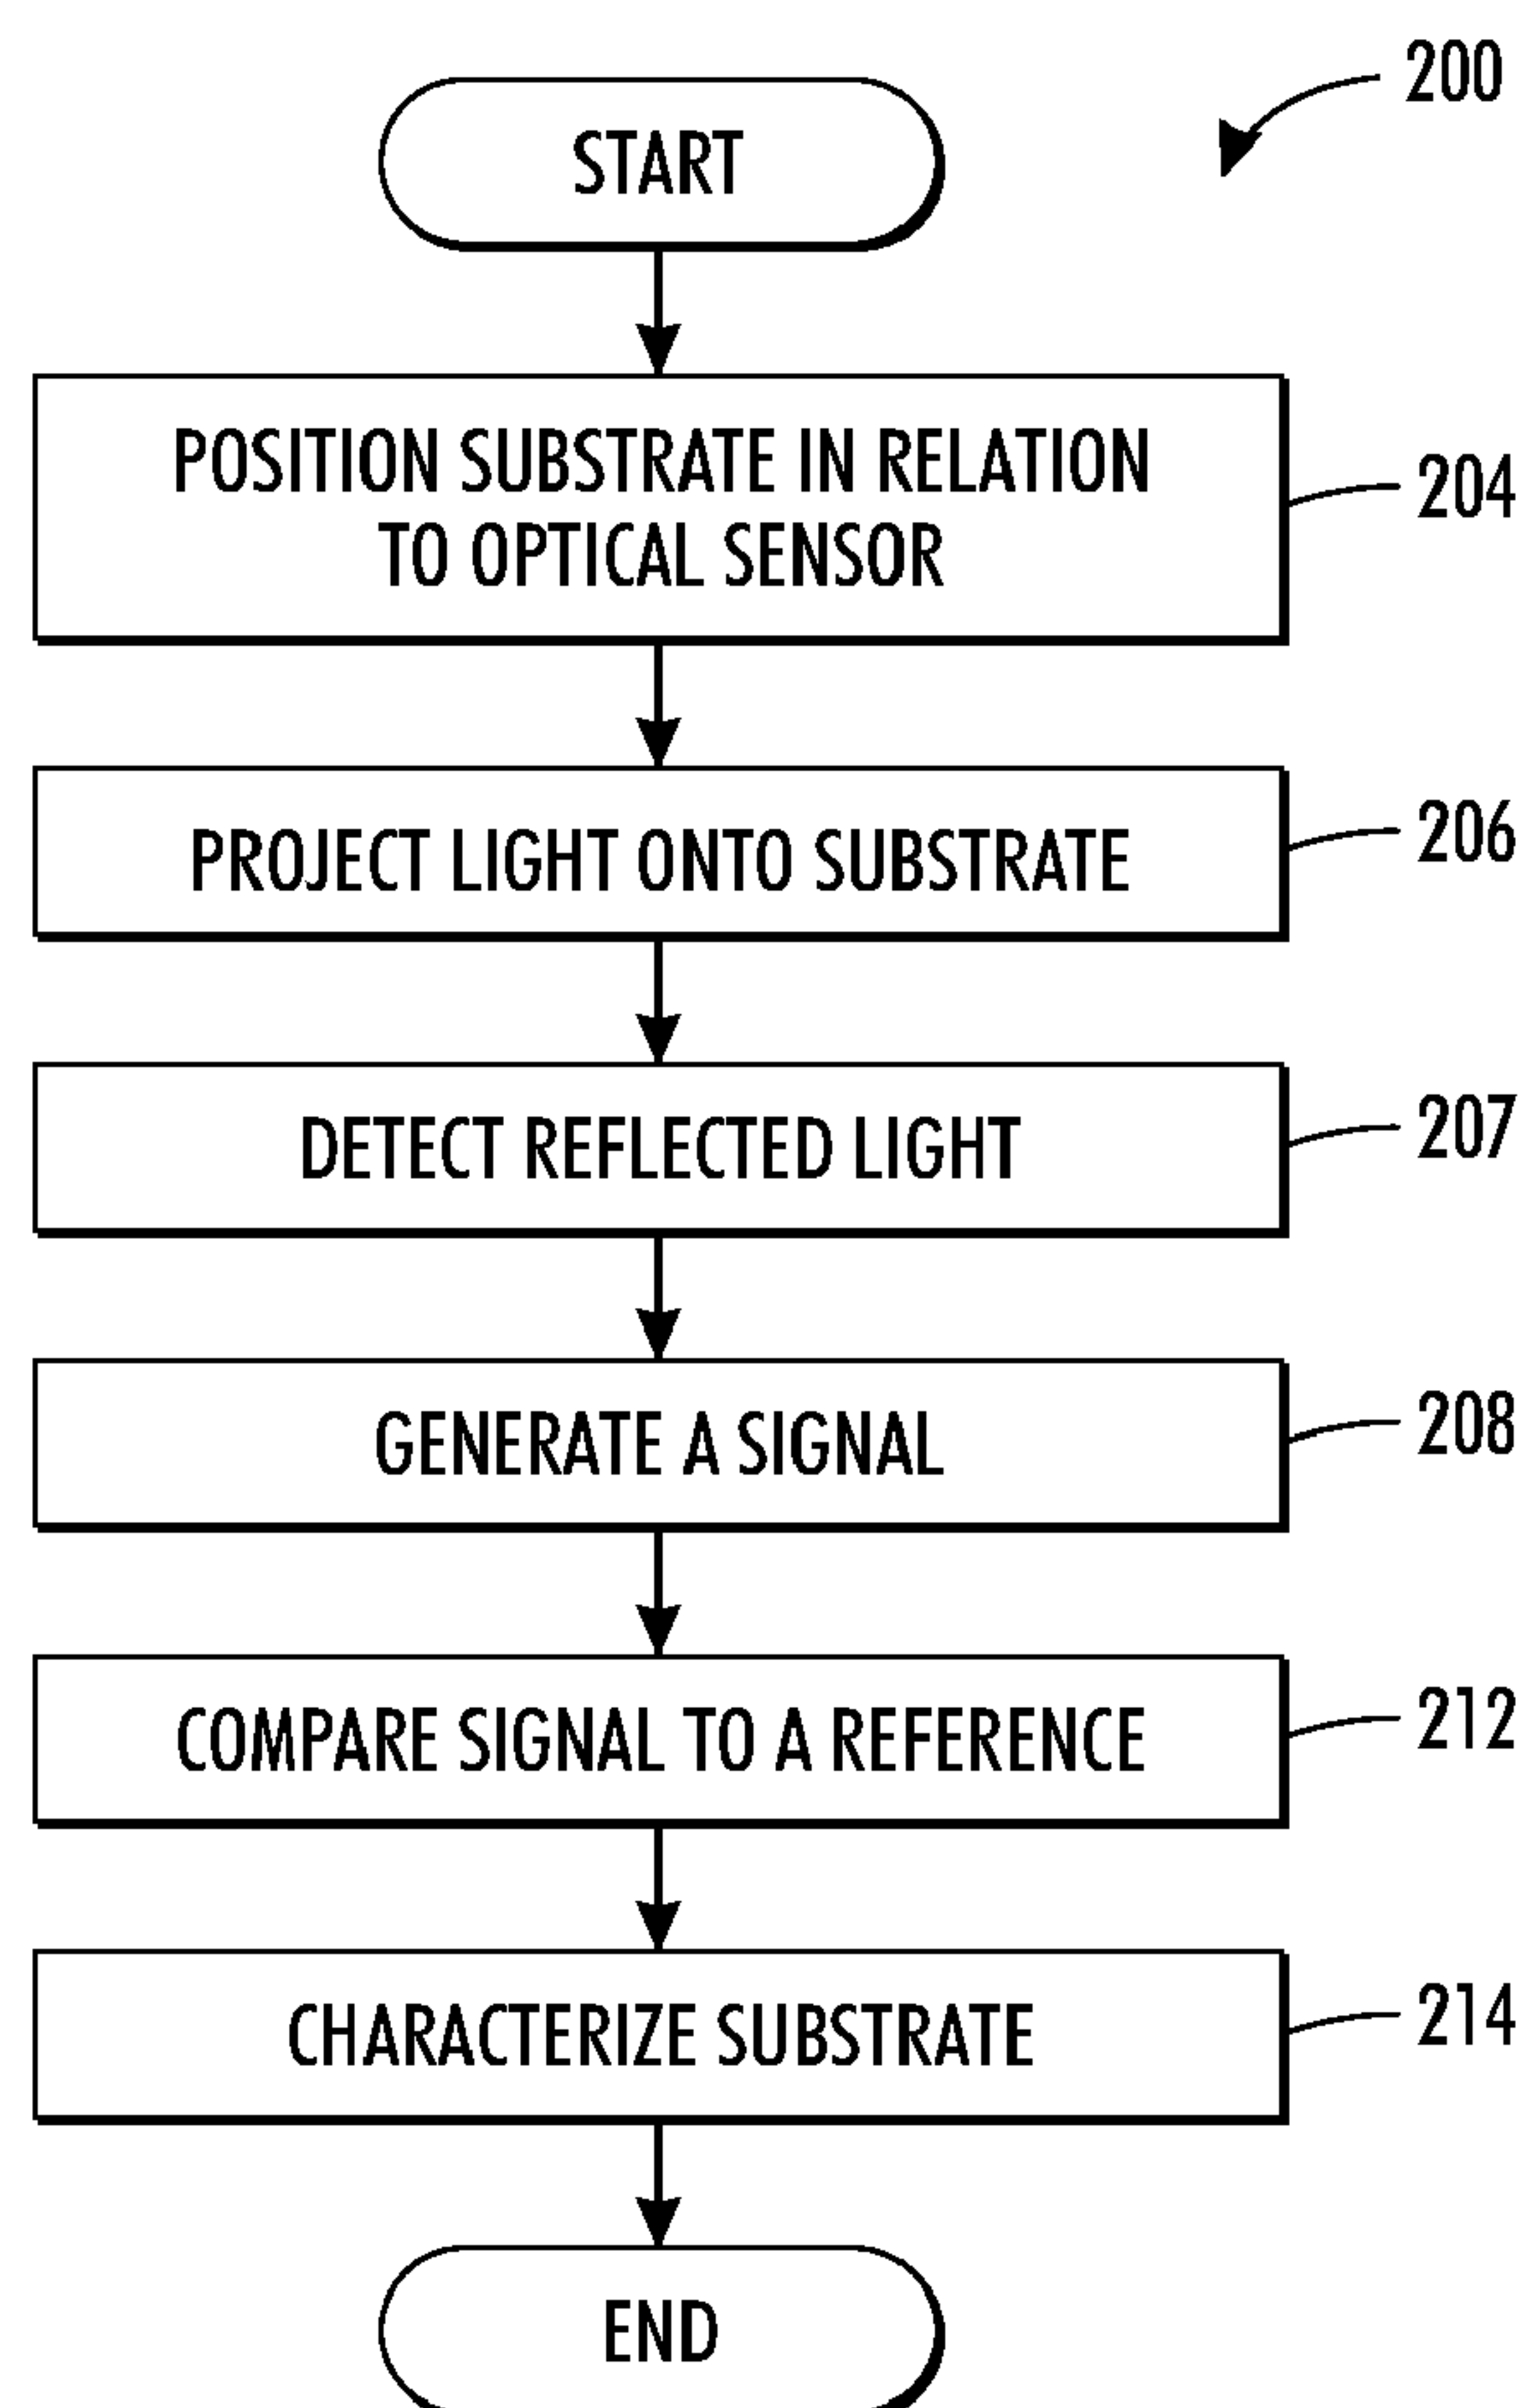 200
START
POSITION SUBSTRATE IN RELATION
TO OPTICAL SENSOR
204
PROJECT LIGHT ONTO SUBSTRATE
206
DETECT REFLECTED LIGHT
207
GENERATE A SIGNAL
208
COMPARE SIGNAL TO A REFERENCE
212
CHARACTERIZE SUBSTRATE
214
END